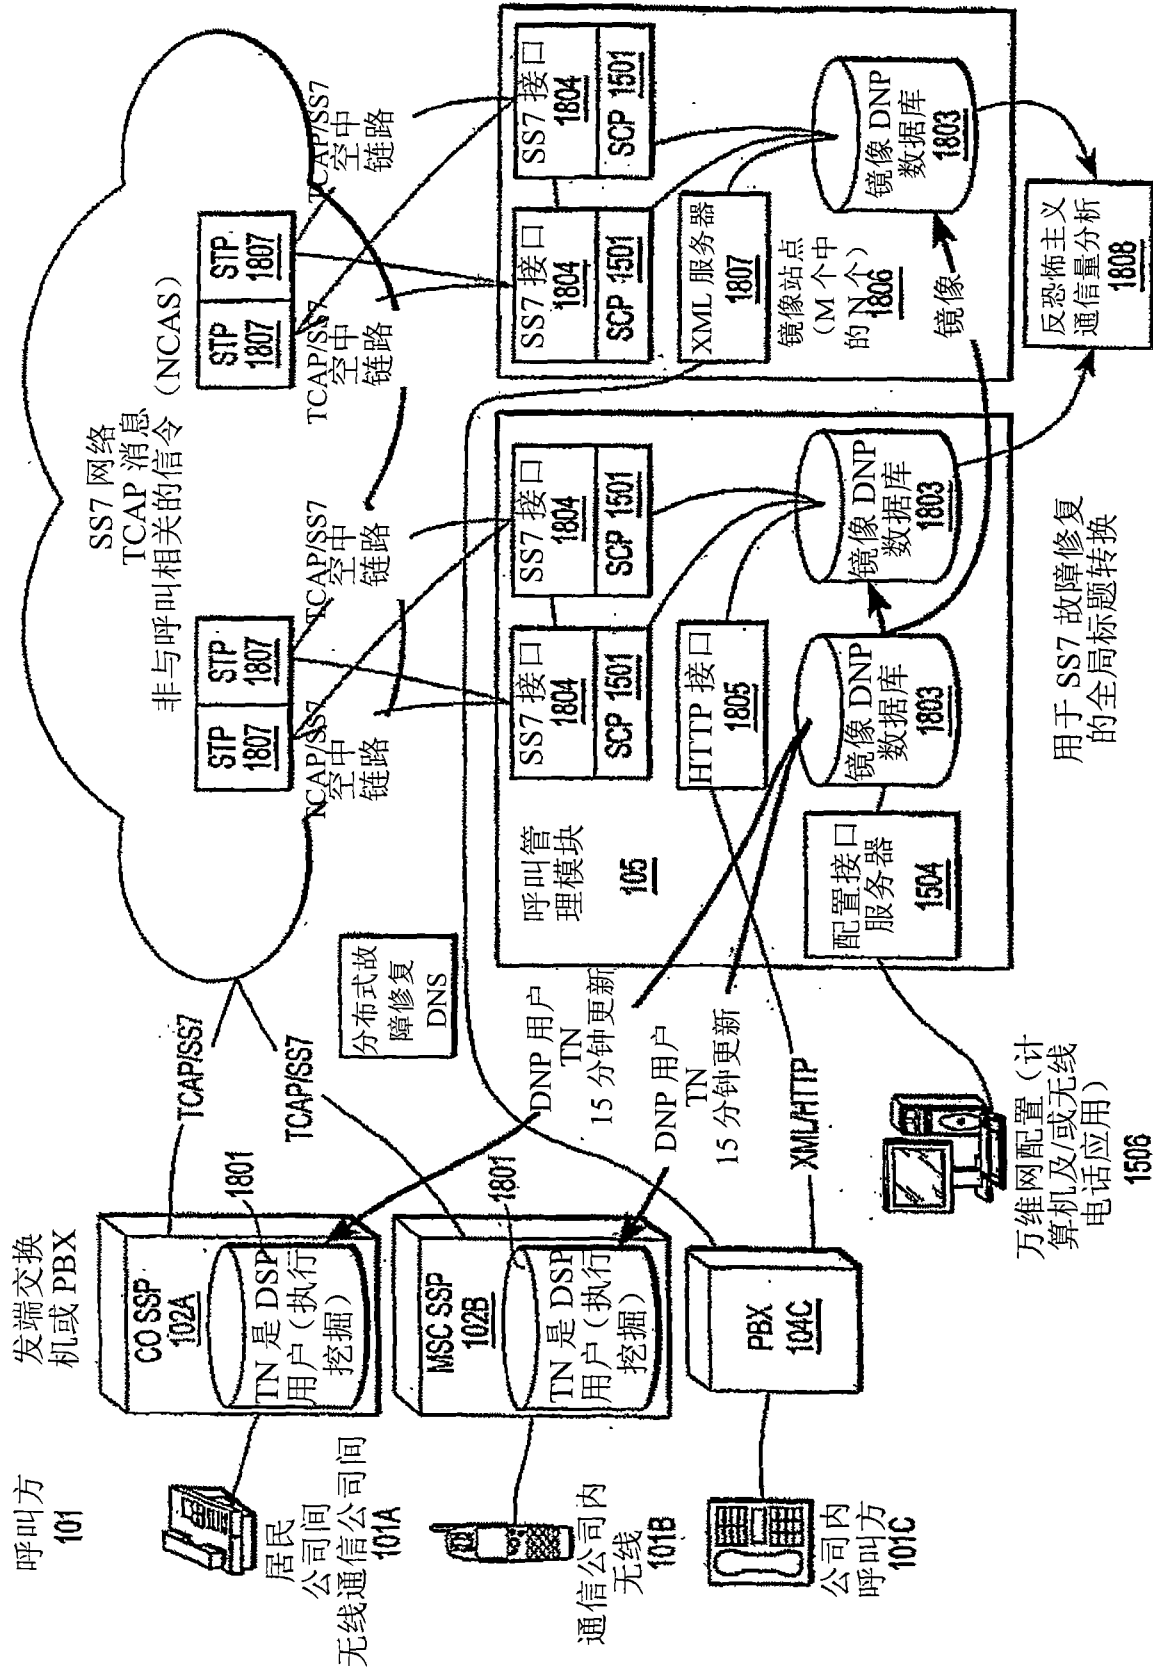 呼叫方
101
发端交换
机或 PBX
SS7 网络
TCAP 消息
非与呼叫相关的信令（NCAS）
STP
1807
STP
1807
STP
1807
STP
1807
TCAP/SS7
空中
链路
TCAP/SS7
空中
链路
TCAP/SS7
空中
链路
TCAP/SS7
空中
链路
TCAP/SS7
TCAP/SS7
分布式故
障修复
DNS
CO SSP
102A
1801
TN 是 DSP
用户（执行
挖掘）
居民
公司间
无线通信公司间
101A
MSC SSP
102B
1801
TN 是 DSP
用户（执行
挖掘）
通信公司内
无线
101B
PBX
104C
公司内
呼叫方
101C
DNP 用户
TN
15 分钟更新
DNP 用户
TN
15 分钟更新
XML/HTTP
万维网配置（计
算机及/或无线
电话应用）
1506
呼叫管
理模块
105
SS7 接口
1804
SCP 1501
SS7 接口
1804
SCP 1501
HTTP 接口
1805
配置接口
服务器
1504
镜像 DNP
数据库
1803
镜像 DNP
数据库
1803
SS7 接口
1804
SCP 1501
SS7 接口
1804
SCP 1501
XML 服务器
1807
镜像站点
（M 个中
的 N 个）
1806
镜像 DNP
数据库
1803
镜像
反恐怖主义
通信量分析
1808
用于 SS7 故障修复
的全局标题转换